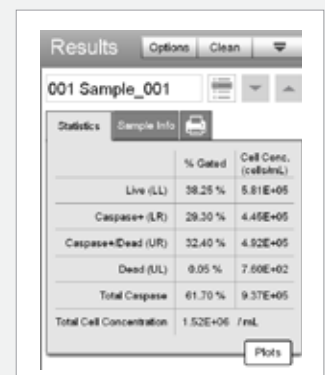 Results Options Clean
001 Sample_001
Statistics Sample Info
% Gated Cell Conc. (cells/mL)
Live (LL) 38.25 % 5.81E+05
Caspase+ (LR) 29.30 % 4.45E+05
Caspase+/Dead (UR) 32.40 % 4.92E+05
Dead (UL) 0.05 % 7.60E+02
Total Caspase 61.70 % 9.37E+05
Total Cell Concentration 1.52E+06 / mL
Plots